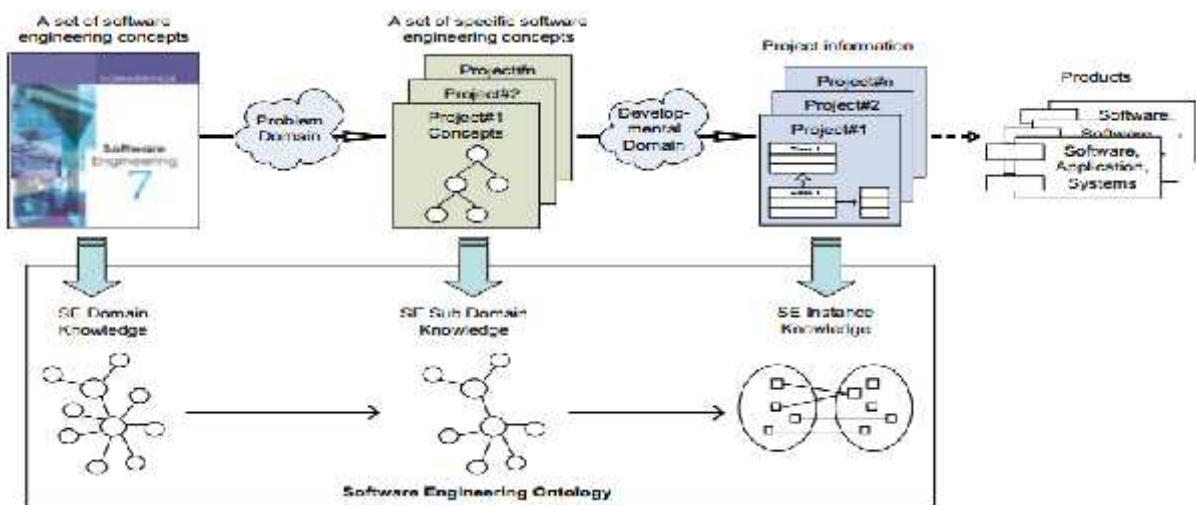 A set of software
engineering concepts
A set of specific software
engineering concepts
Project information
Products
Project#n
Project#2
Project#1
Concepts
Project#n
Project#2
Project#1
Software
Engineering
7
Problem
Domain
Develop-
mental
Domain
Software,
Software,
Software,
Application,
Systems
SE Domain
Knowledge
SE Sub Domain
Knowledge
SE Instance
Knowledge
Software Engineering Ontology